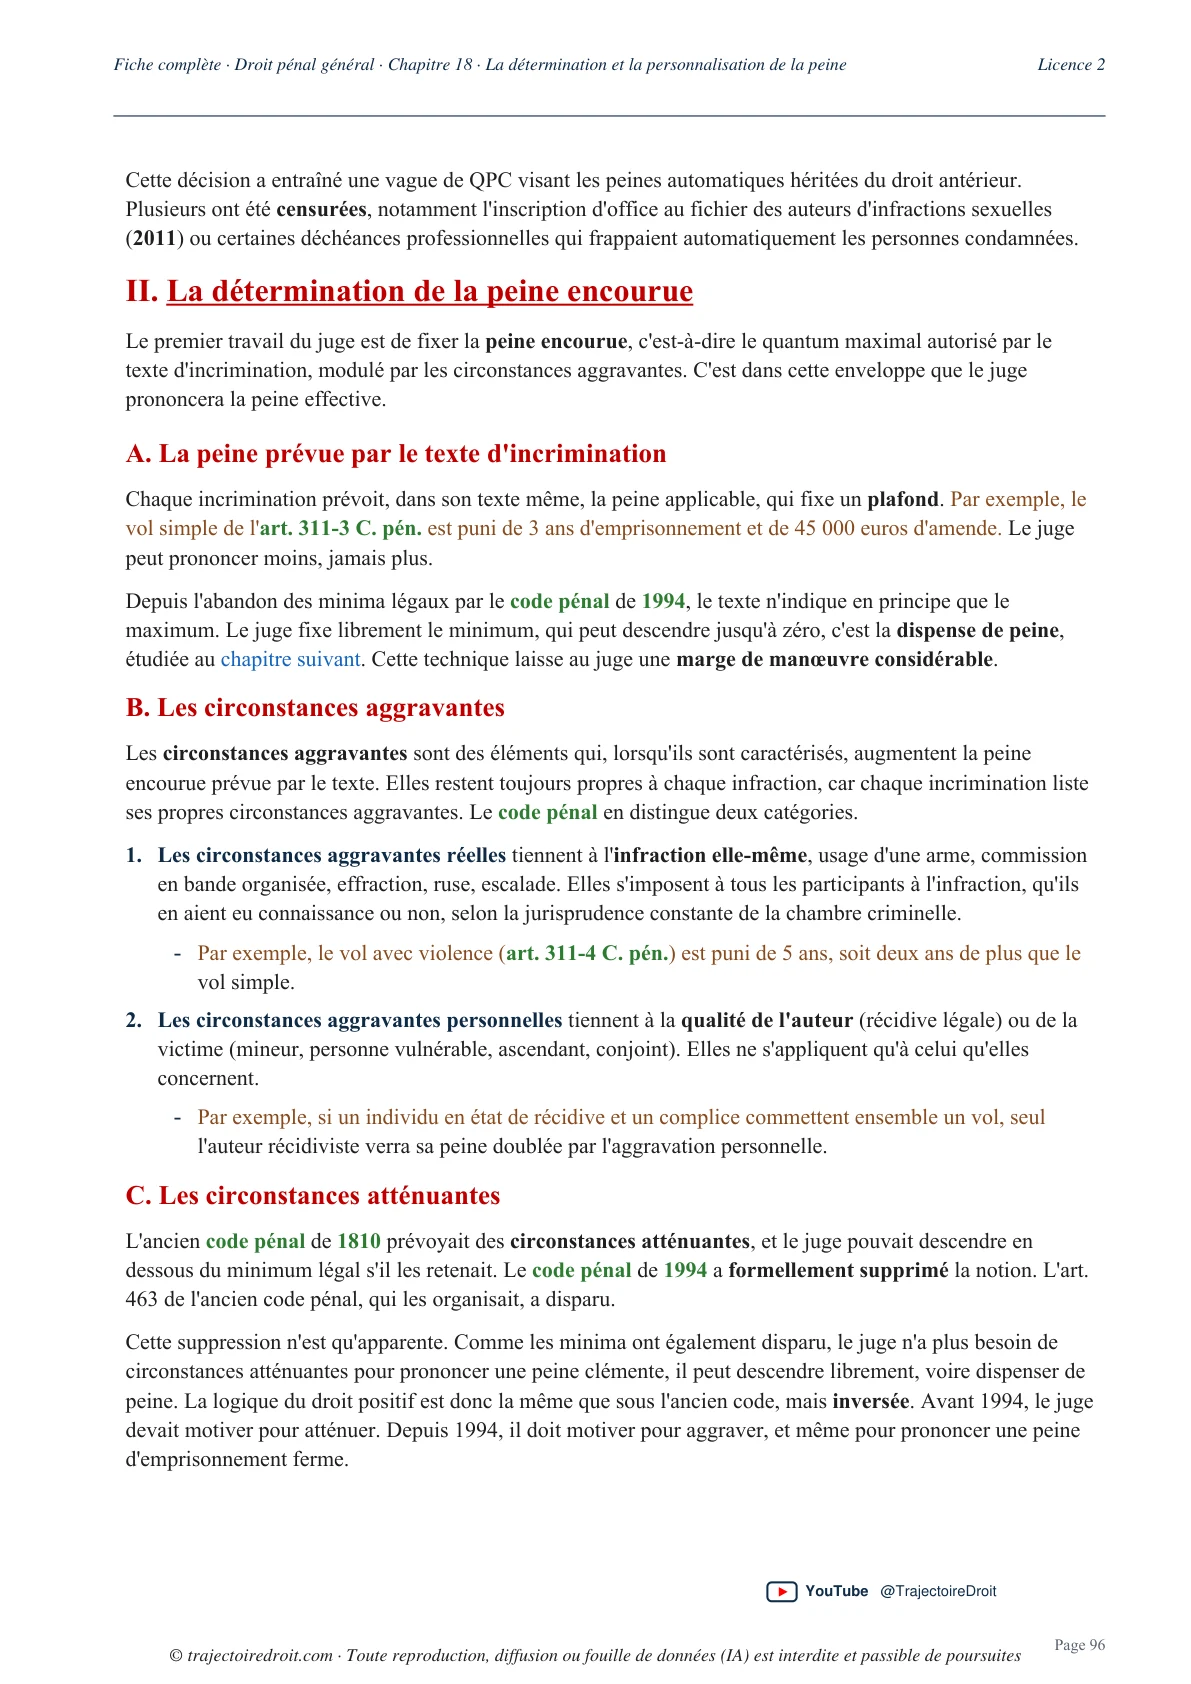 Fiche complète · Droit pénal général · Chapitre 18 · La détermination et la personnalisation de la peine Licence 2
Cette décision a entraîné une vague de QPC visant les peines automatiques héritées du droit antérieur.
Plusieurs ont été censurées, notamment l'inscription d'office au fichier des auteurs d'infractions sexuelles
(2011) ou certaines déchéances professionnelles qui frappaient automatiquement les personnes condamnées.
II. La détermination de la peine encourue
Le premier travail du juge est de fixer la peine encourue, c'est-à-dire le quantum maximal autorisé par le
texte d'incrimination, modulé par les circonstances aggravantes. C'est dans cette enveloppe que le juge
prononcera la peine effective.
A. La peine prévue par le texte d'incrimination
Chaque incrimination prévoit, dans son texte même, la peine applicable, qui fixe un plafond. Par exemple, le
vol simple de l'art. 311-3 C. pén. est puni de 3 ans d'emprisonnement et de 45 000 euros d'amende. Le juge
peut prononcer moins, jamais plus.
Depuis l'abandon des minima légaux par le code pénal de 1994, le texte n'indique en principe que le
maximum. Le juge fixe librement le minimum, qui peut descendre jusqu'à zéro, c'est la dispense de peine,
étudiée au chapitre suivant. Cette technique laisse au juge une marge de manœuvre considérable.
B. Les circonstances aggravantes
Les circonstances aggravantes sont des éléments qui, lorsqu'ils sont caractérisés, augmentent la peine
encourue prévue par le texte. Elles restent toujours propres à chaque infraction, car chaque incrimination liste
ses propres circonstances aggravantes. Le code pénal en distingue deux catégories.
1. Les circonstances aggravantes réelles tiennent à l'infraction elle-même, usage d'une arme, commission
en bande organisée, effraction, ruse, escalade. Elles s'imposent à tous les participants à l'infraction, qu'ils
en aient eu connaissance ou non, selon la jurisprudence constante de la chambre criminelle.
- Par exemple, le vol avec violence (art. 311-4 C. pén.) est puni de 5 ans, soit deux ans de plus que le
vol simple.
2. Les circonstances aggravantes personnelles tiennent à la qualité de l'auteur (récidive légale) ou de la
victime (mineur, personne vulnérable, ascendant, conjoint). Elles ne s'appliquent qu'à celui qu'elles
concernent.
- Par exemple, si un individu en état de récidive et un complice commettent ensemble un vol, seul
l'auteur récidiviste verra sa peine doublée par l'aggravation personnelle.
C. Les circonstances atténuantes
L'ancien code pénal de 1810 prévoyait des circonstances atténuantes, et le juge pouvait descendre en
dessous du minimum légal s'il les retenait. Le code pénal de 1994 a formellement supprimé la notion. L'art.
463 de l'ancien code pénal, qui les organisait, a disparu.
Cette suppression n'est qu'apparente. Comme les minima ont également disparu, le juge n'a plus besoin de
circonstances atténuantes pour prononcer une peine clémente, il peut descendre librement, voire dispenser de
peine. La logique du droit positif est donc la même que sous l'ancien code, mais inversée. Avant 1994, le juge
devait motiver pour atténuer. Depuis 1994, il doit motiver pour aggraver, et même pour prononcer une peine
d'emprisonnement ferme.
YouTube @TrajectoireDroit
Page 96
© trajectoiredroit.com · Toute reproduction, diffusion ou fouille de données (IA) est interdite et passible de poursuites